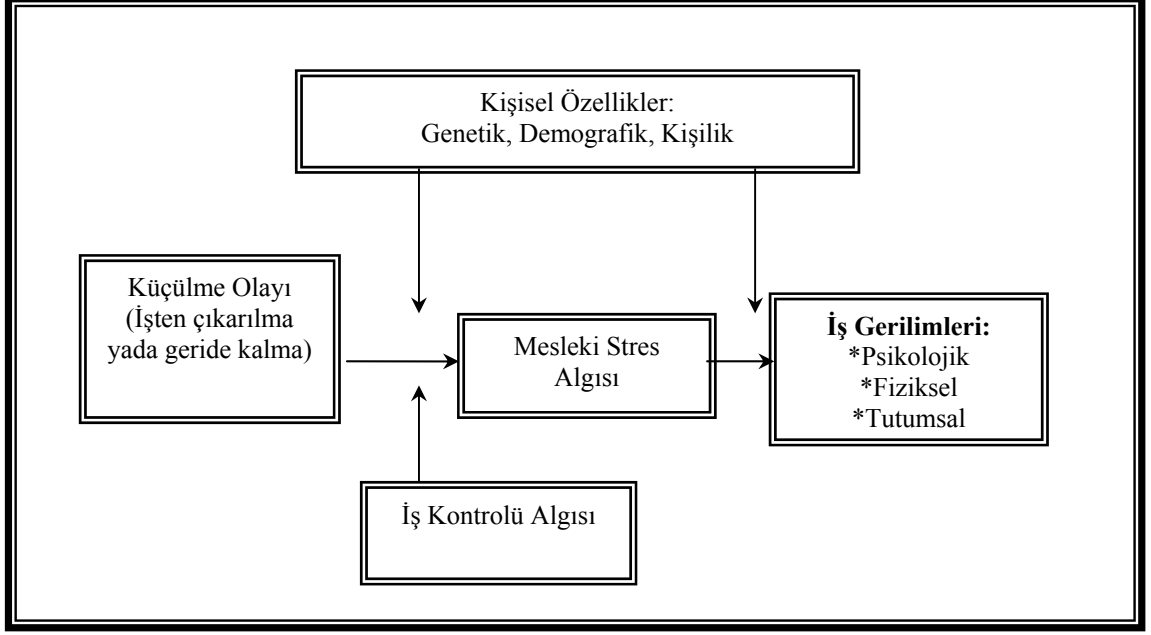 Kişisel Özellikler:
Genetik, Demografik, Kişilik
Küçülme Olayı
(İşten çıkarılma
yada geride kalma)
Mesleki Stres
Algısı
İş Gerilimleri:
*Psikolojik
*Fiziksel
*Tutumsal
İş Kontrolü Algısı